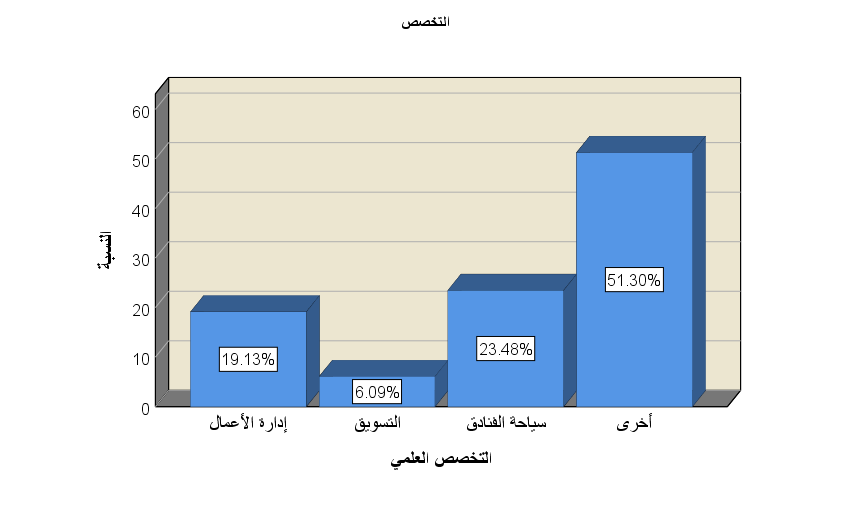 التخصص
60
50
40
30
20
10
0
النسبة
19.13%
6.09%
23.48%
51.30%
إدارة الأعمال
التسويق
سياحة الفنادق
أخرى
التخصص العلمي